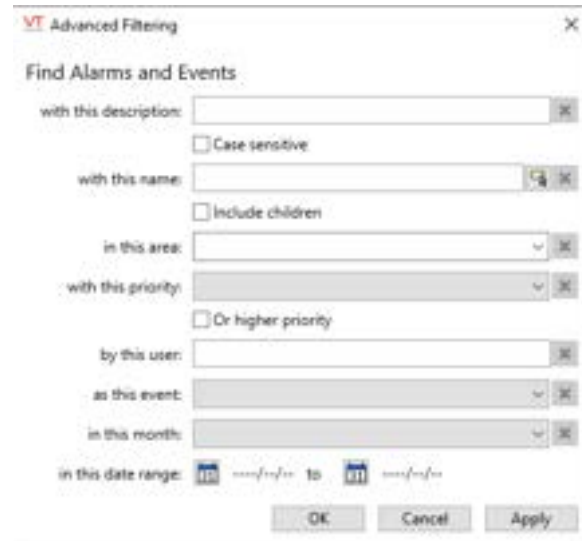 VT Advanced Filtering
Find Alarms and Events
with this description:
Case sensitive
with this name:
Include children
in this area:
with this priority:
Or higher priority
by this user:
as this event:
in this month:
in this date range: ----/--/-- to ----/--/--
OK Cancel Apply